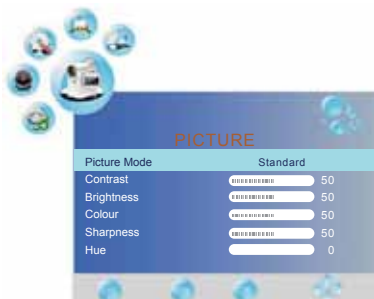 PICTURE
Picture Mode Standard
Contrast 50
Brightness 50
Colour 50
Sharpness 50
Hue 0